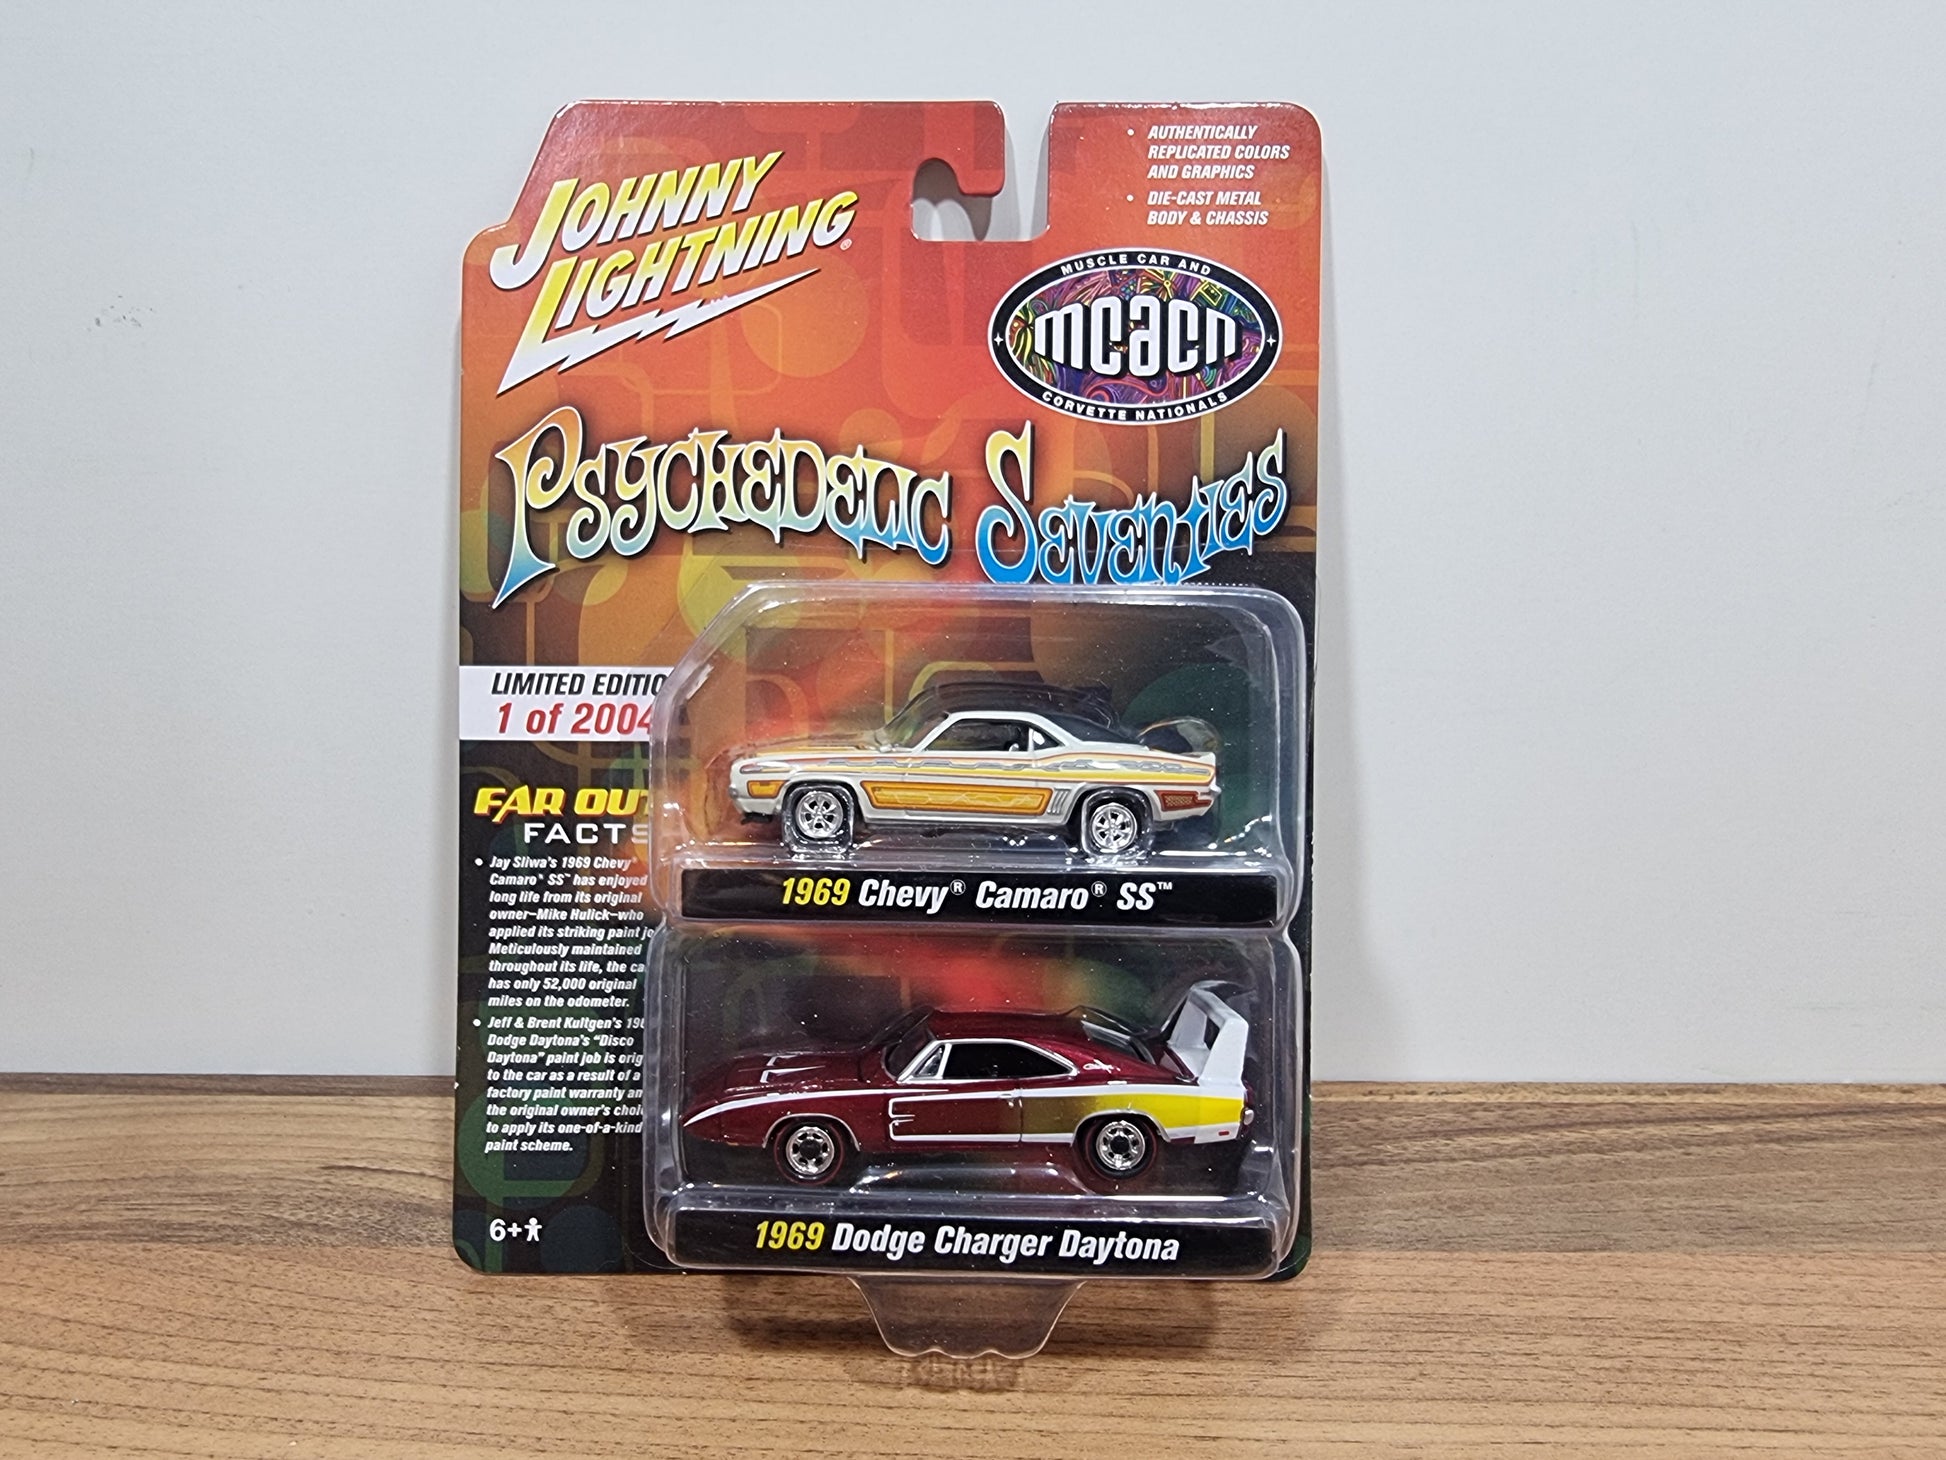 JOHNNY
LIGHTNING®
• AUTHENTICALLY
REPLICATED COLORS
AND GRAPHICS
• DIE-CAST METAL
BODY & CHASSIS
MUSCLE CAR AND
mcacn
CORVETTE NATIONALS
PSYCHEDELIC SEVENTIES
LIMITED EDITIO
1 of 2004
FAR OUT
FACTS
• Jay Sliwa's 1969 Chevy®
Camaro® SS™ has enjoyed
long life from its original
owner—Mike Hulick—who
applied its striking paint jo
Meticulously maintained
throughout its life, the ca
has only 52,000 original
miles on the odometer.
• Jeff & Brent Kultgen's 196
Dodge Daytona's "Disco
Daytona" paint job is orig
to the car as a result of a
factory paint warranty an
the original owner's choi
to apply its one-of-a-kind
paint scheme.
6+
1969 Chevy® Camaro® SS™
1969 Dodge Charger Daytona